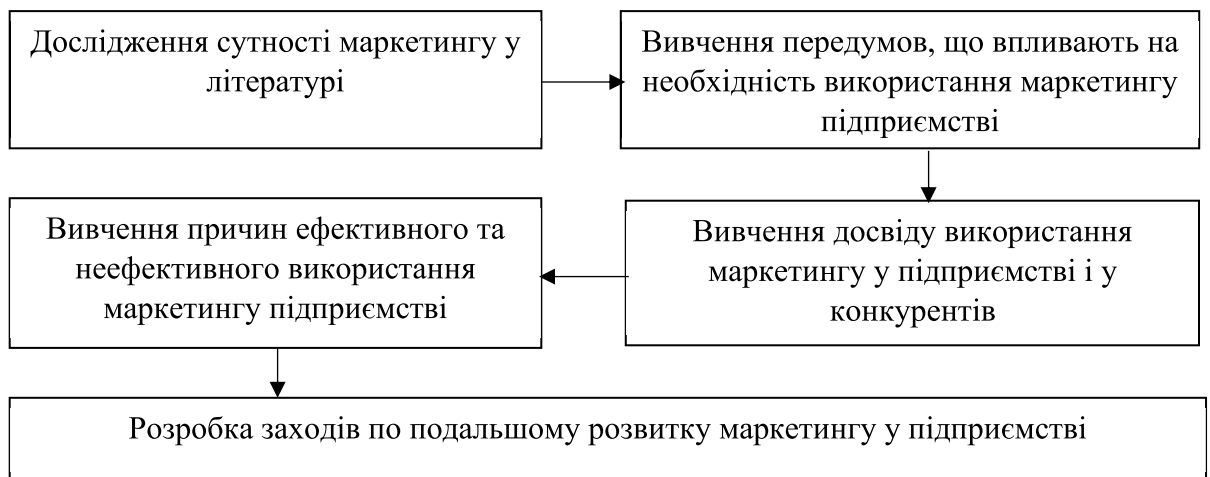 Дослідження сутності маркетингу у
літературі
Вивчення передумов, що впливають на
необхідність використання маркетингу
підприємстві
Вивчення досвіду використання
маркетингу у підприємстві і у
конкурентів
Вивчення причин ефективного та
неефективного використання
маркетингу підприємстві
Розробка заходів по подальшому розвитку маркетингу у підприємстві